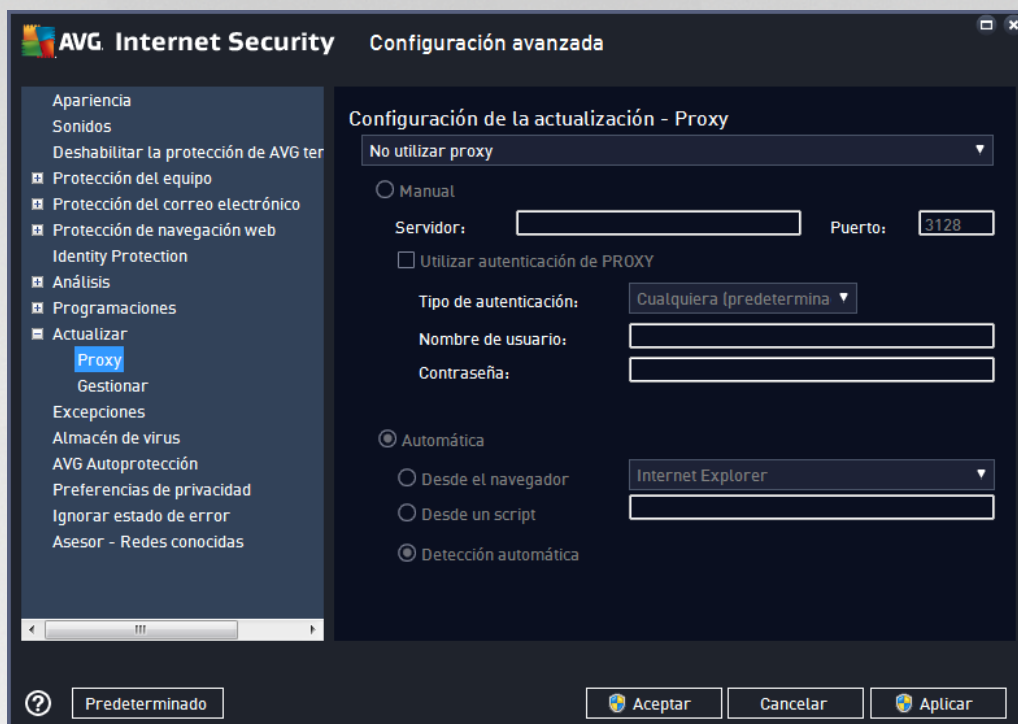 AVG. Internet Security Configuración avanzada
Apariencia
Sonidos
Deshabilitar la protección de AVG ter
Protección del equipo
Protección del correo electrónico
Protección de navegación web
Identity Protection
Análisis
Programaciones
Actualizar
Proxy
Gestionar
Excepciones
Almacén de virus
AVG Autoprotección
Preferencias de privacidad
Ignorar estado de error
Asesor - Redes conocidas
Configuración de la actualización - Proxy
No utilizar proxy
Manual
Servidor: Puerto: 3128
Utilizar autenticación de PROXY
Tipo de autenticación: Cualquiera (predetermina
Nombre de usuario:
Contraseña:
Automática
Desde el navegador Internet Explorer
Desde un script
Detección automática
? Predeterminado Aceptar Cancelar Aplicar